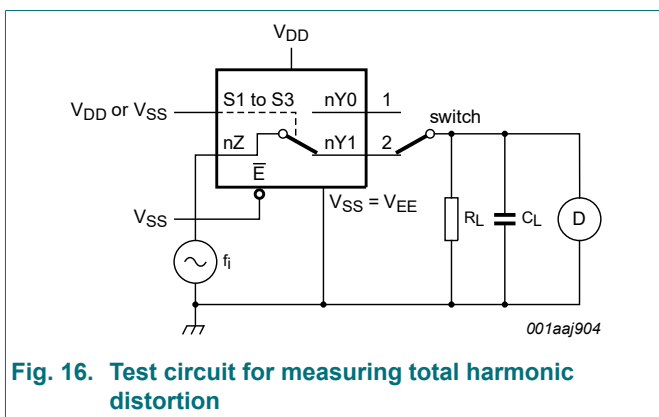 VDD
S1 to S3 nY0 1
VDD or VSS
switch
nZ nY1 2
E
VSS = VEE
VSS
RL CL D
fi
001aaj904
Fig. 16. Test circuit for measuring total harmonic
distortion